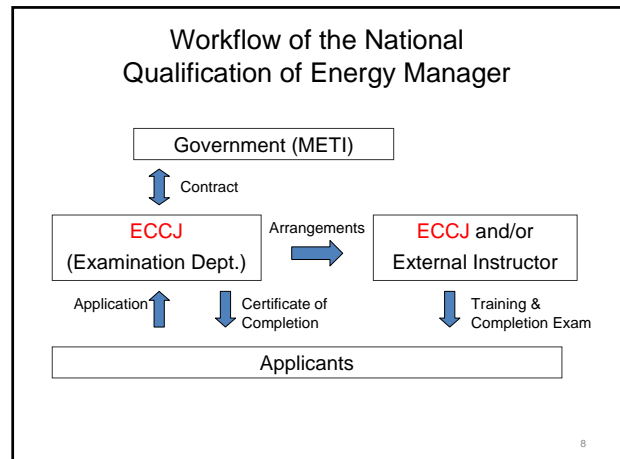 Workflow of the National
Qualification of Energy Manager
Government (METI)
Contract
ECCJ
(Examination Dept.)
Arrangements
ECCJ and/or
External Instructor
Application
Certificate of
Completion
Training &
Completion Exam
Applicants
8